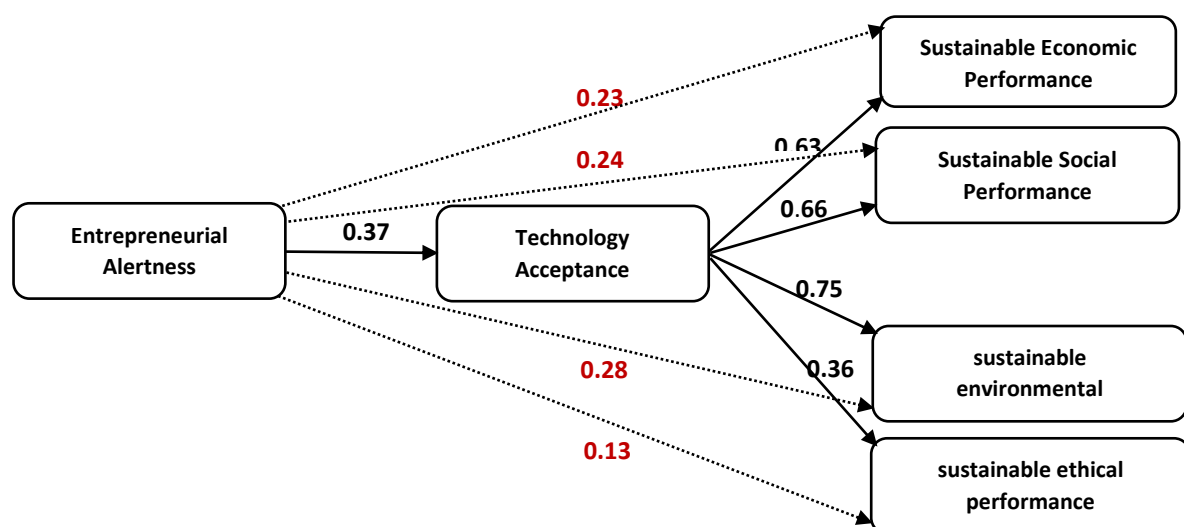 Sustainable Economic
Performance
0.23
0.63
0.24
Sustainable Social
Performance
0.66
Entrepreneurial
Alertness
0.37
Technology
Acceptance
0.75
sustainable
environmental
0.28
0.36
0.13
sustainable ethical
performance